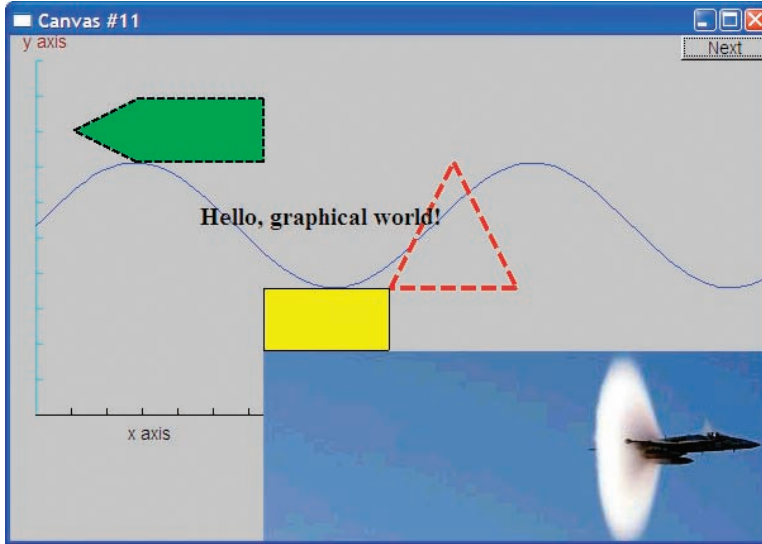 Canvas #11
y axis
Next
Hello, graphical world!
x axis